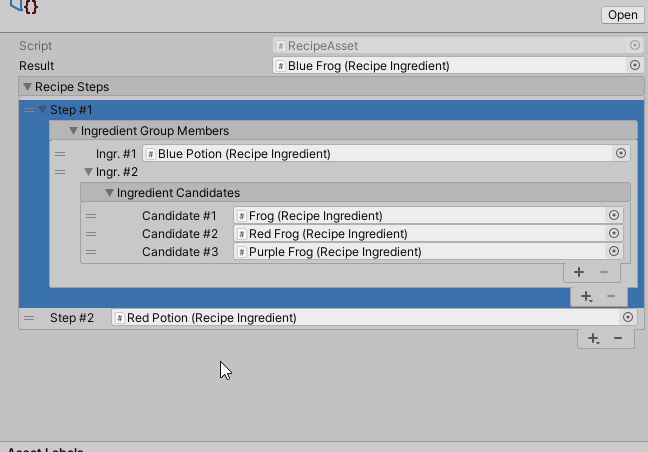 {}
Open
Script # RecipeAsset
Result # Blue Frog (Recipe Ingredient)
Recipe Steps
Step #1
Ingredient Group Members
Ingr. #1 # Blue Potion (Recipe Ingredient)
Ingr. #2
Ingredient Candidates
Candidate #1 # Frog (Recipe Ingredient)
Candidate #2 # Red Frog (Recipe Ingredient)
Candidate #3 # Purple Frog (Recipe Ingredient)
+ −
+ −
Step #2 # Red Potion (Recipe Ingredient)
+ −
Asset Labels